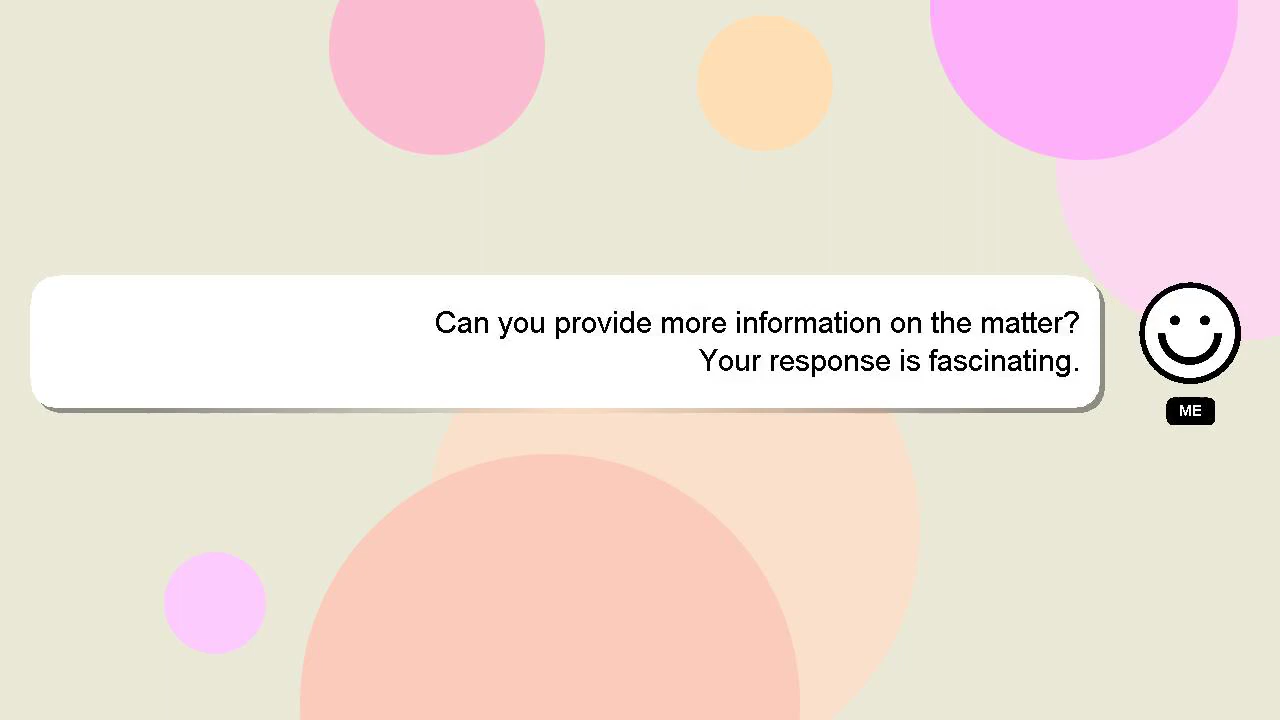 Can you provide more information on the matter?
Your response is fascinating.
ME